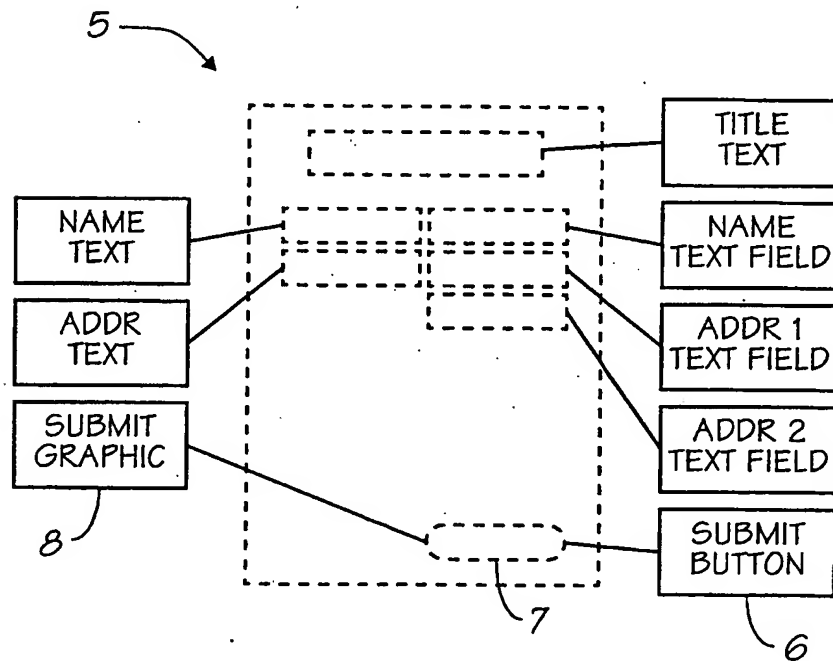 5
TITLE
TEXT
NAME
TEXT
NAME
TEXT FIELD
ADDR
TEXT
ADDR 1
TEXT FIELD
SUBMIT
GRAPHIC
ADDR 2
TEXT FIELD
8
SUBMIT
BUTTON
7
6